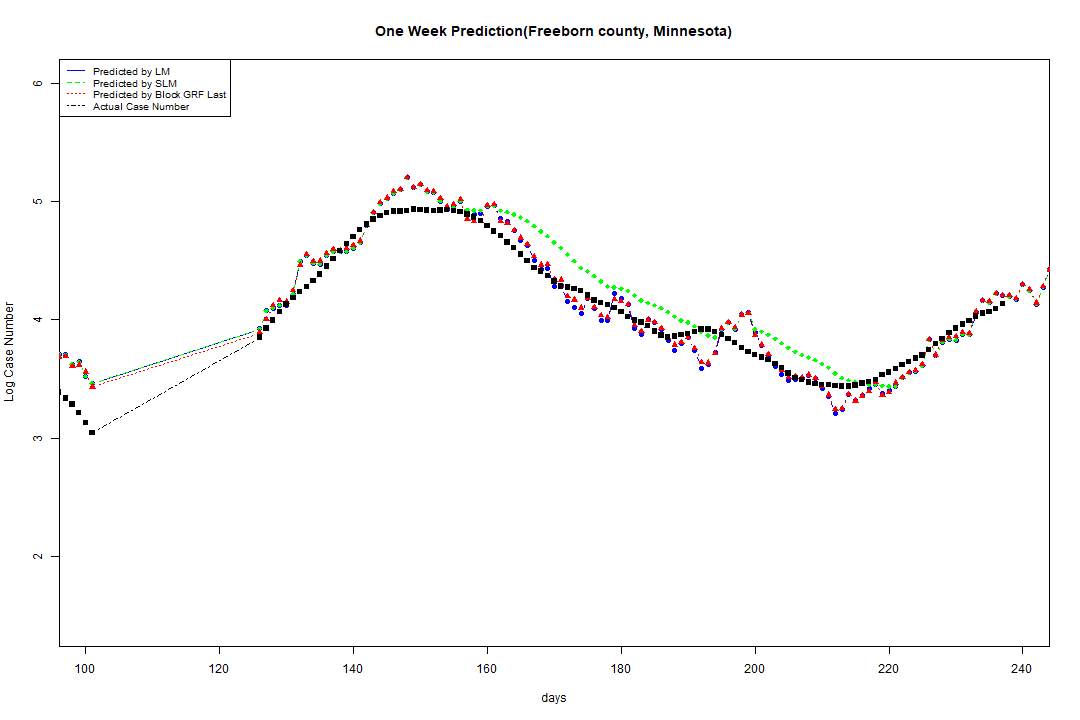 One Week Prediction(Freeborn county, Minnesota)
Predicted by LM
Predicted by SLM
Predicted by Block GRF Last
Actual Case Number
6
5
4
3
2
Log Case Number
100 120 140 160 180 200 220 240
days